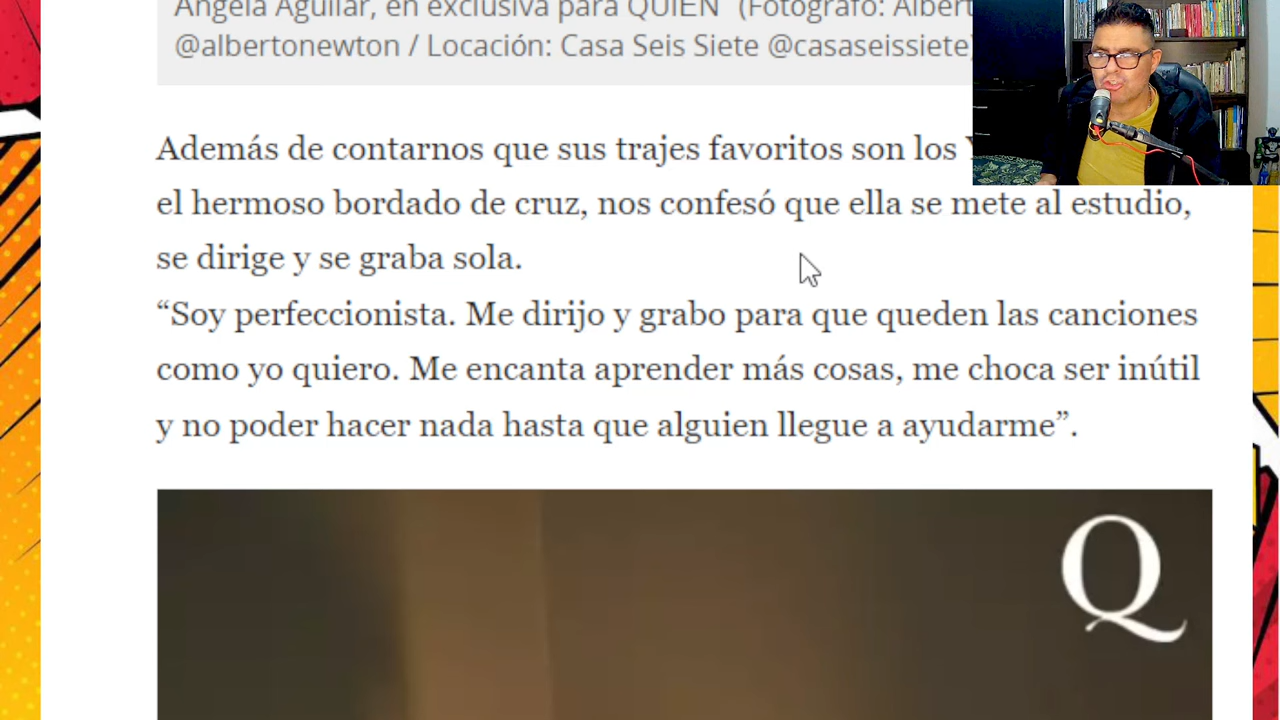 Ángela Aguilar, en exclusiva para QUIÉN (Fotógrafo:
@albertonewton / Locación: Casa Seis Siete @casaseissiete)
Además de contarnos que sus trajes favoritos son los
el hermoso bordado de cruz, nos confesó que ella se mete al estudio,
se dirige y se graba sola.
“Soy perfeccionista. Me dirijo y grabo para que queden las canciones
como yo quiero. Me encanta aprender más cosas, me choca ser inútil
y no poder hacer nada hasta que alguien llegue a ayudarme”.
Q